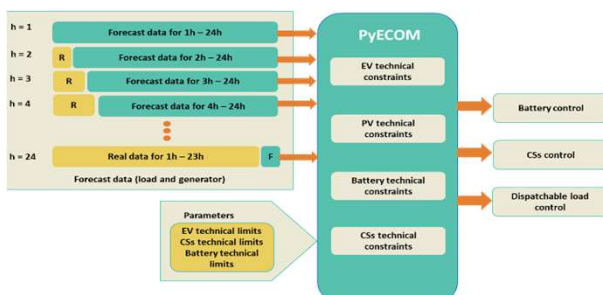 h = 1
Forecast data for 1h – 24h
h = 2
R
Forecast data for 2h – 24h
h = 3
R
Forecast data for 3h – 24h
h = 4
R
Forecast data for 4h – 24h
h = 24
Real data for 1h – 23h
F
Forecast data (load and generator)
Parameters
EV technical limits
CSs technical limits
Battery technical
limits
PyECOM
EV technical
constraints
PV technical
constraints
Battery technical
constraints
CSs technical
constraints
Battery control
CSs control
Dispatchable load
control